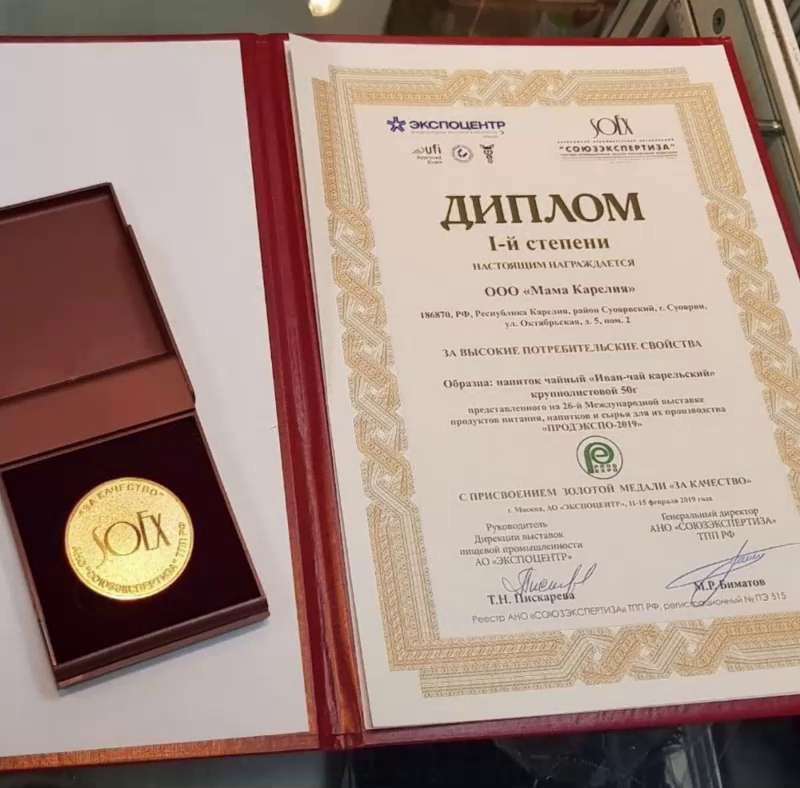 "ЗА КАЧЕСТВО"
SOEX
АНО "СОЮЗЭКСПЕРТИЗА" ТПП РФ
ЭКСПОЦЕНТР
ufi
Approved
Event
SOEX
"СОЮЗЭКСПЕРТИЗА"
ДИПЛОМ
I-й степени
НАСТОЯЩИМ НАГРАЖДАЕТСЯ
ООО «Мама Карелия»
186870, РФ, Республика Карелия, район Суоярвский, г. Суоярви,
ул. Октябрьская, д. 5, пом. 2
ЗА ВЫСОКИЕ ПОТРЕБИТЕЛЬСКИЕ СВОЙСТВА
Образца: напиток чайный «Иван-чай карельский»
крупнолистовой 50г
представленного на 26-й Международной выставке
продуктов питания, напитков и сырья для их производства
«ПРОДЭКСПО-2019»
С ПРИСВОЕНИЕМ ЗОЛОТОЙ МЕДАЛИ «ЗА КАЧЕСТВО»
г. Москва, АО «ЭКСПОЦЕНТР», 11-15 февраля 2019 года
Руководитель
Дирекции выставок
пищевой промышленности
АО «ЭКСПОЦЕНТР»
Т.Н. Пискарева
Генеральный директор
АНО "СОЮЗЭКСПЕРТИЗА"
ТПП РФ
М.Р. Биматов
Реестр АНО «СОЮЗЭКСПЕРТИЗА» ТПП РФ, регистрационный № ПЭ 515